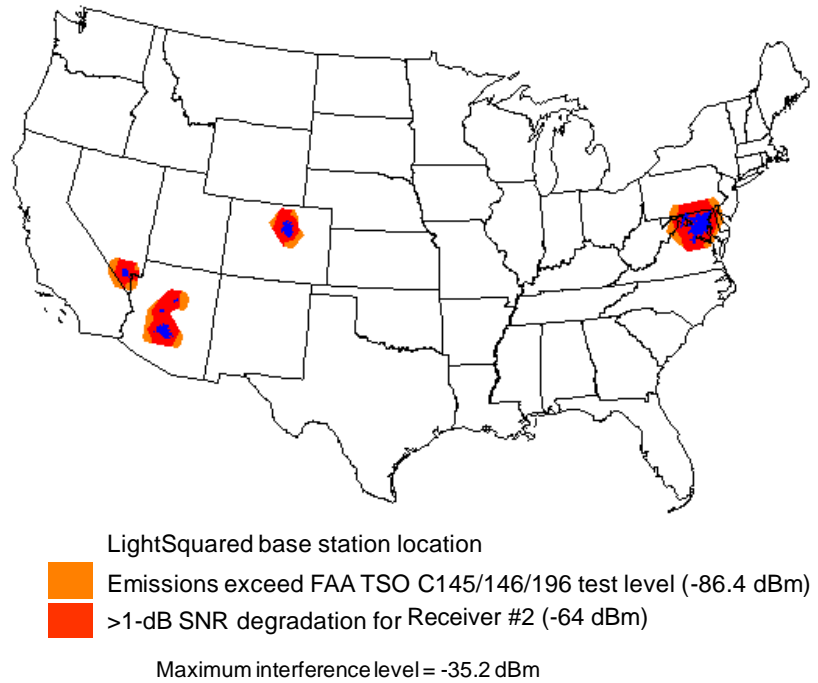 LightSquared base station location
Emissions exceed FAA TSO C145/146/196 test level (-86.4 dBm)
>1-dB SNR degradation for Receiver #2 (-64 dBm)
Maximum interference level = -35.2 dBm